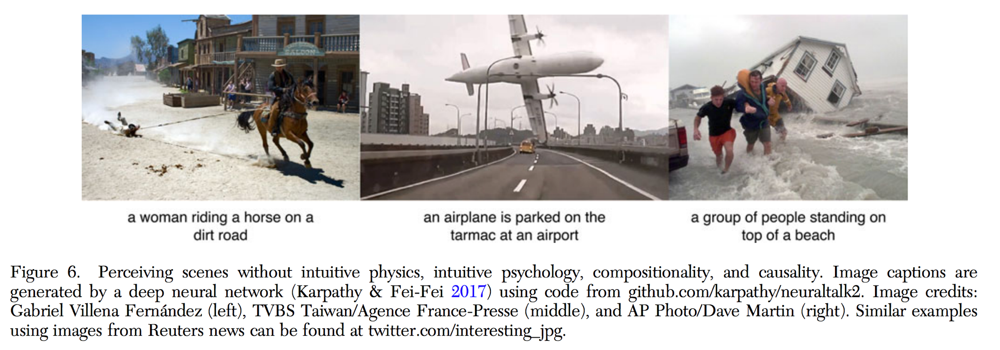 SALOON
a woman riding a horse on a
dirt road
an airplane is parked on the
tarmac at an airport
a group of people standing on
top of a beach
Figure 6. Perceiving scenes without intuitive physics, intuitive psychology, compositionality, and causality. Image captions are
generated by a deep neural network (Karpathy & Fei-Fei 2017) using code from github.com/karpathy/neuraltalk2. Image credits:
Gabriel Villena Fernández (left), TVBS Taiwan/Agence France-Presse (middle), and AP Photo/Dave Martin (right). Similar examples
using images from Reuters news can be found at twitter.com/interesting_jpg.